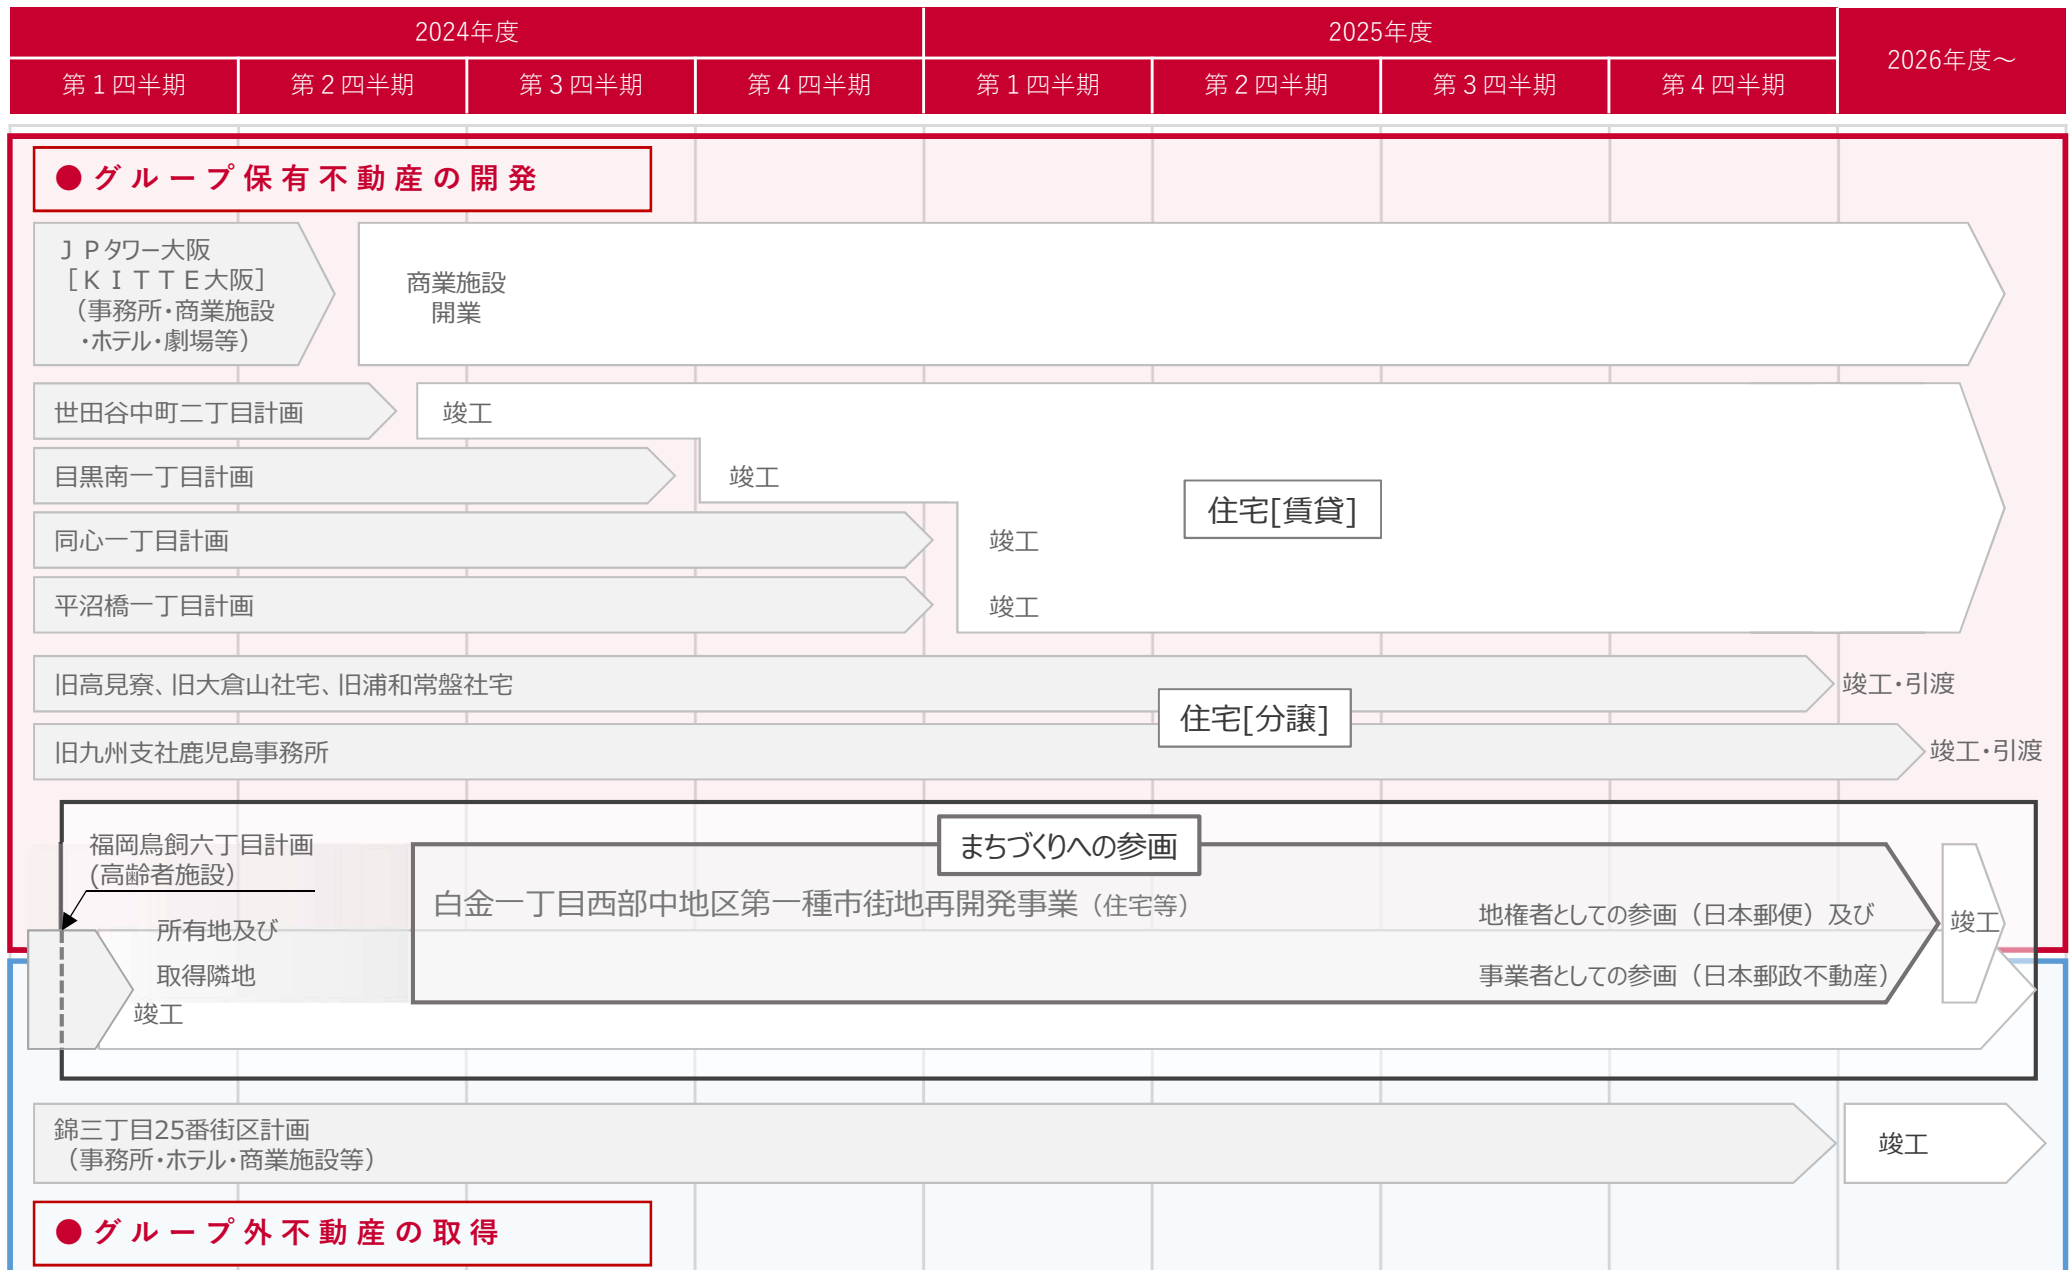 2024年度
2025年度
2026年度～
第１四半期
第２四半期
第３四半期
第４四半期
第１四半期
第２四半期
第３四半期
第４四半期
●グループ保有不動産の開発
ＪＰタワー大阪
［ＫＩＴＴＥ大阪］
（事務所・商業施設
・ホテル・劇場等）
商業施設
開業
世田谷中町二丁目計画
竣工
目黒南一丁目計画
竣工
住宅[賃貸]
同心一丁目計画
竣工
平沼橋一丁目計画
竣工
旧高見寮、旧大倉山社宅、旧浦和常盤社宅
竣工・引渡
住宅[分譲]
旧九州支社鹿児島事務所
竣工・引渡
まちづくりへの参画
福岡鳥飼六丁目計画
(高齢者施設)
所有地及び
取得隣地
竣工
白金一丁目西部中地区第一種市街地再開発事業（住宅等）
地権者としての参画（日本郵便）及び
事業者としての参画（日本郵政不動産）
竣工
錦三丁目25番街区計画
（事務所・ホテル・商業施設等）
竣工
●グループ外不動産の取得